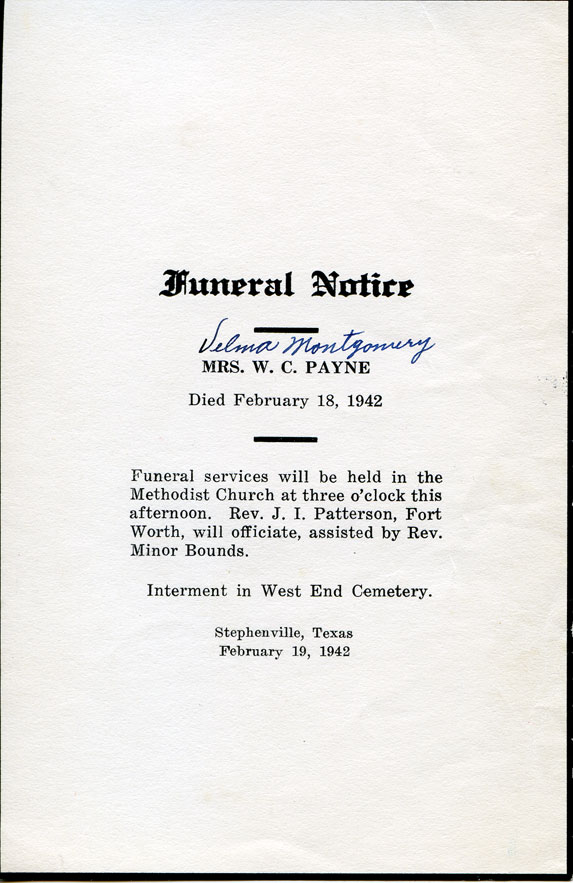 Funeral Notice
Velma Montgomery
MRS. W. C. PAYNE
Died February 18, 1942
Funeral services will be held in the
Methodist Church at three o'clock this
afternoon. Rev. J. I. Patterson, Fort
Worth, will officiate, assisted by Rev.
Minor Bounds.
Interment in West End Cemetery.
Stephenville, Texas
February 19, 1942